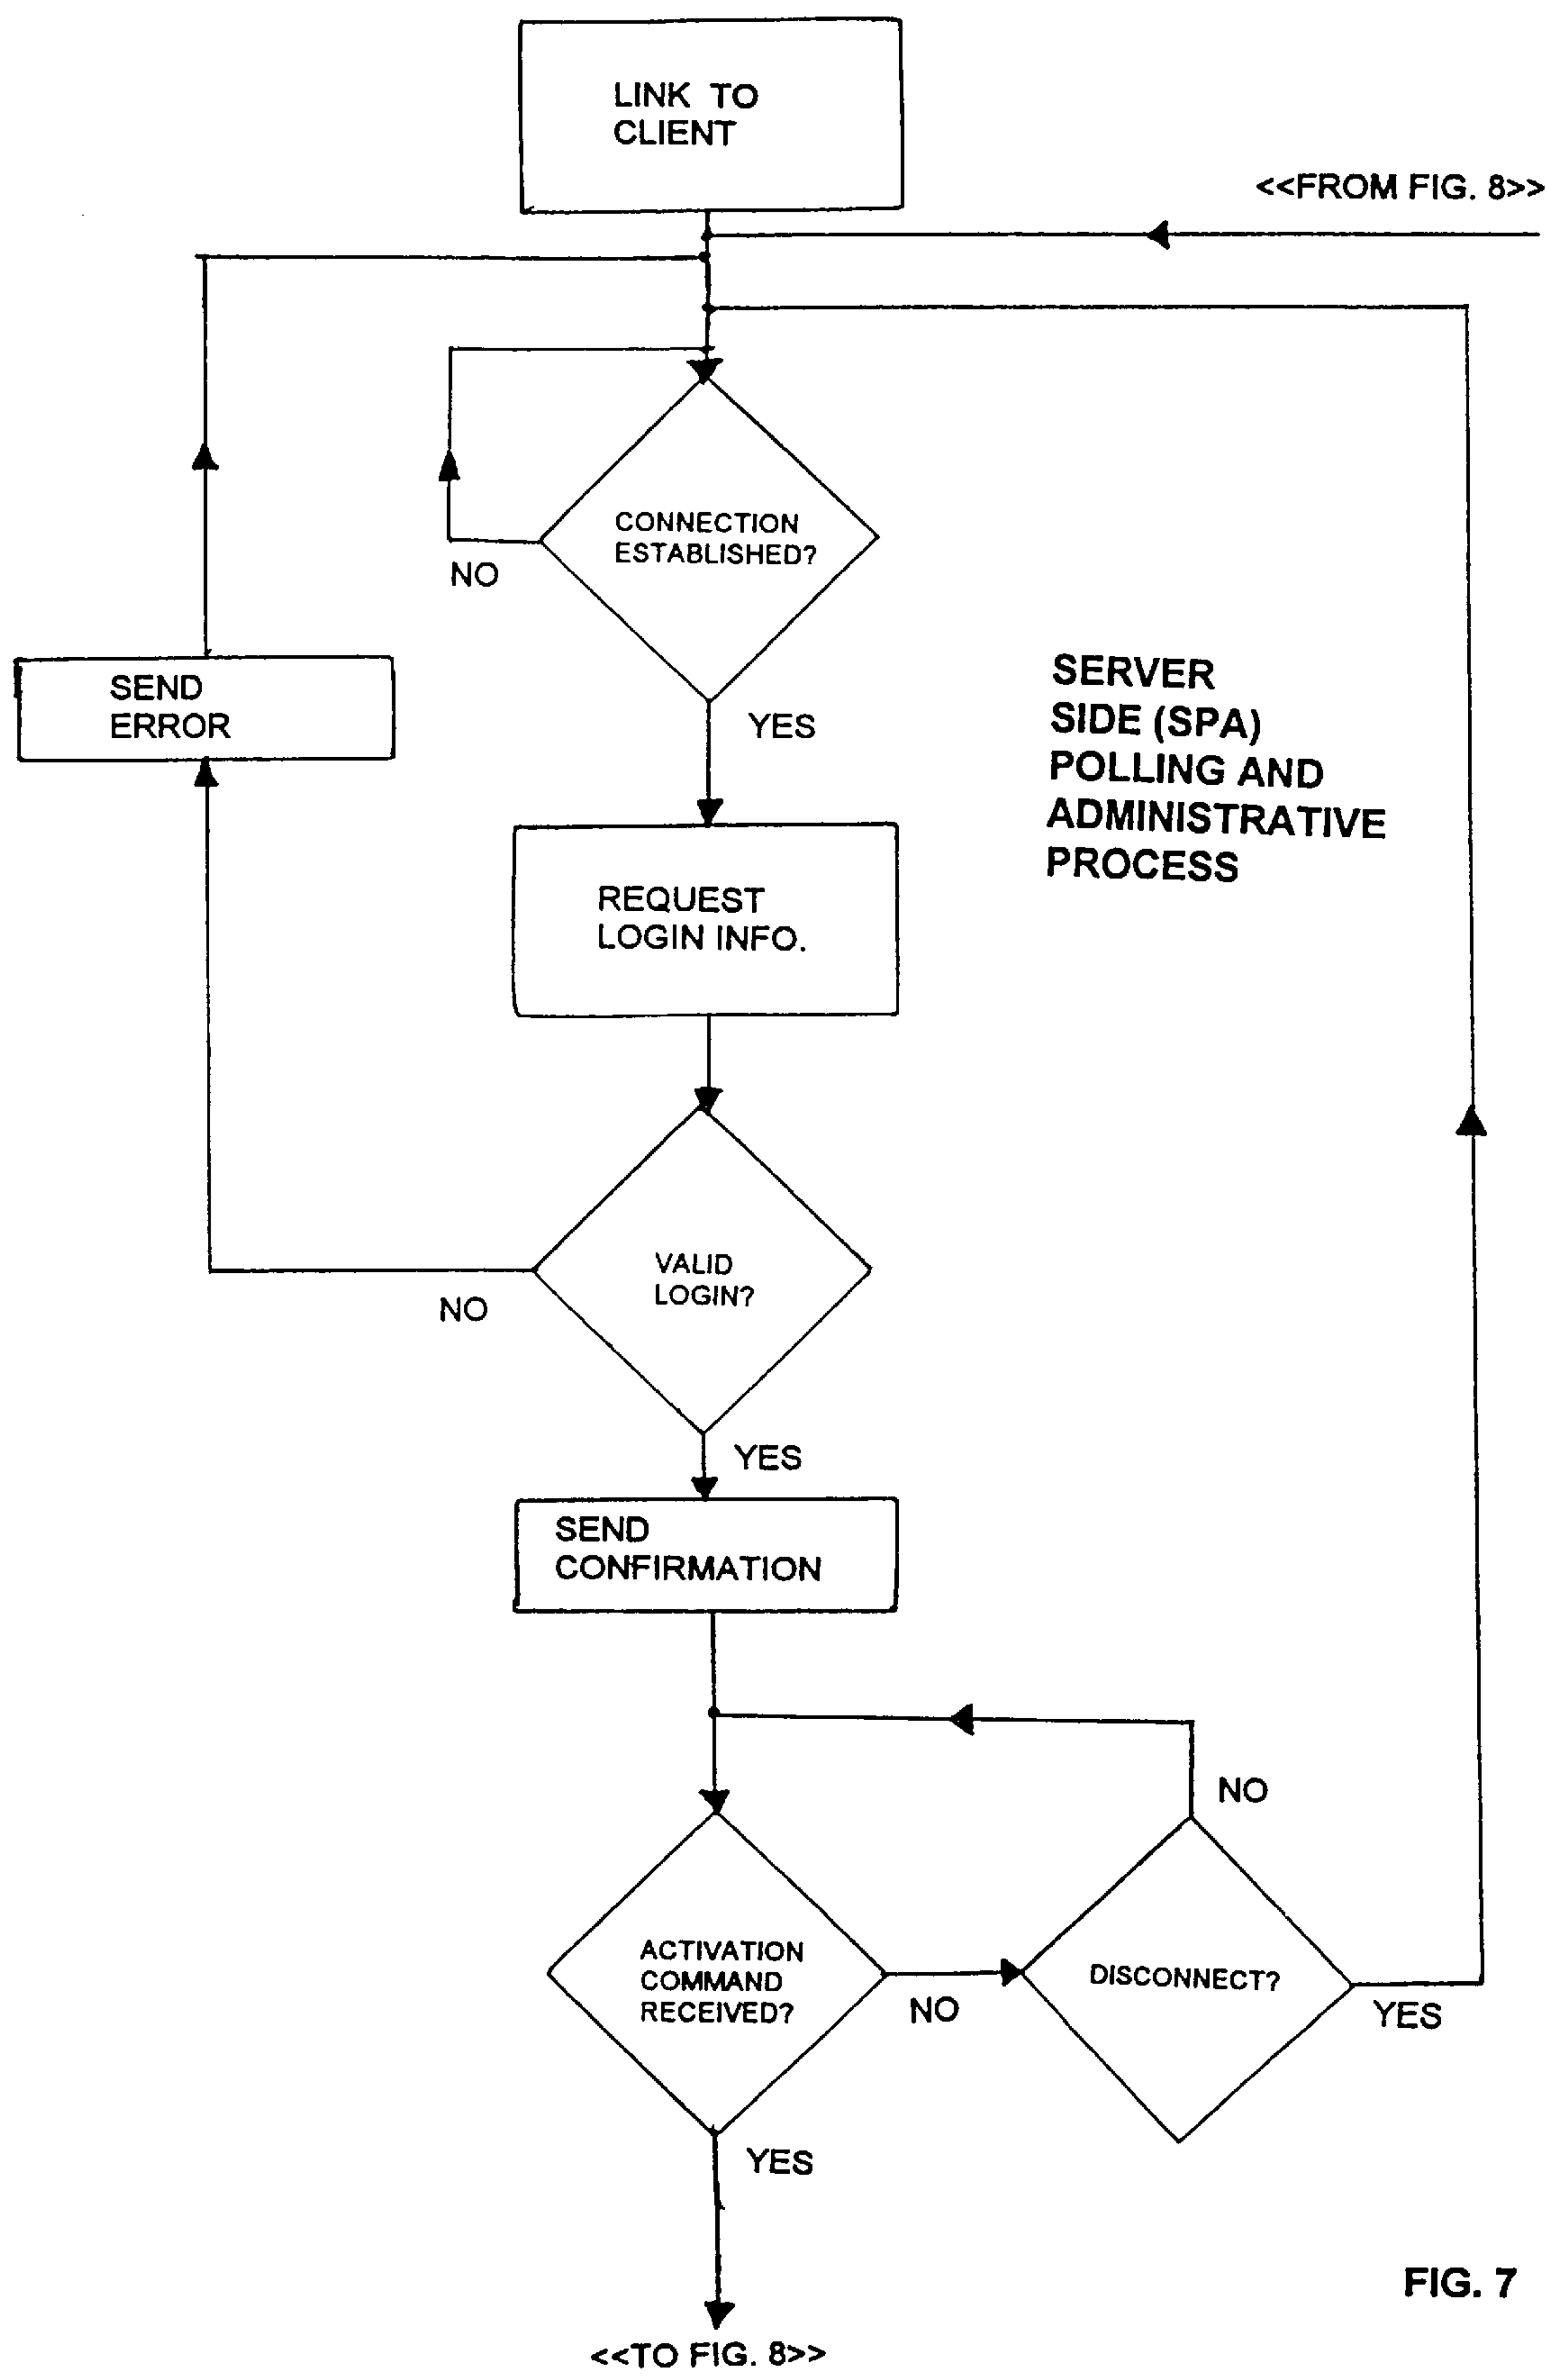 LINK TO
CLIENT
<<FROM FIG. 8>>
CONNECTION
ESTABLISHED?
NO
SEND
ERROR
YES
SERVER
SIDE (SPA)
POLLING AND
ADMINISTRATIVE
PROCESS
REQUEST
LOGIN INFO.
VALID
LOGIN?
NO
YES
SEND
CONFIRMATION
NO
ACTIVATION
COMMAND
RECEIVED?
NO
DISCONNECT?
YES
YES
FIG. 7
<<TO FIG. 8>>